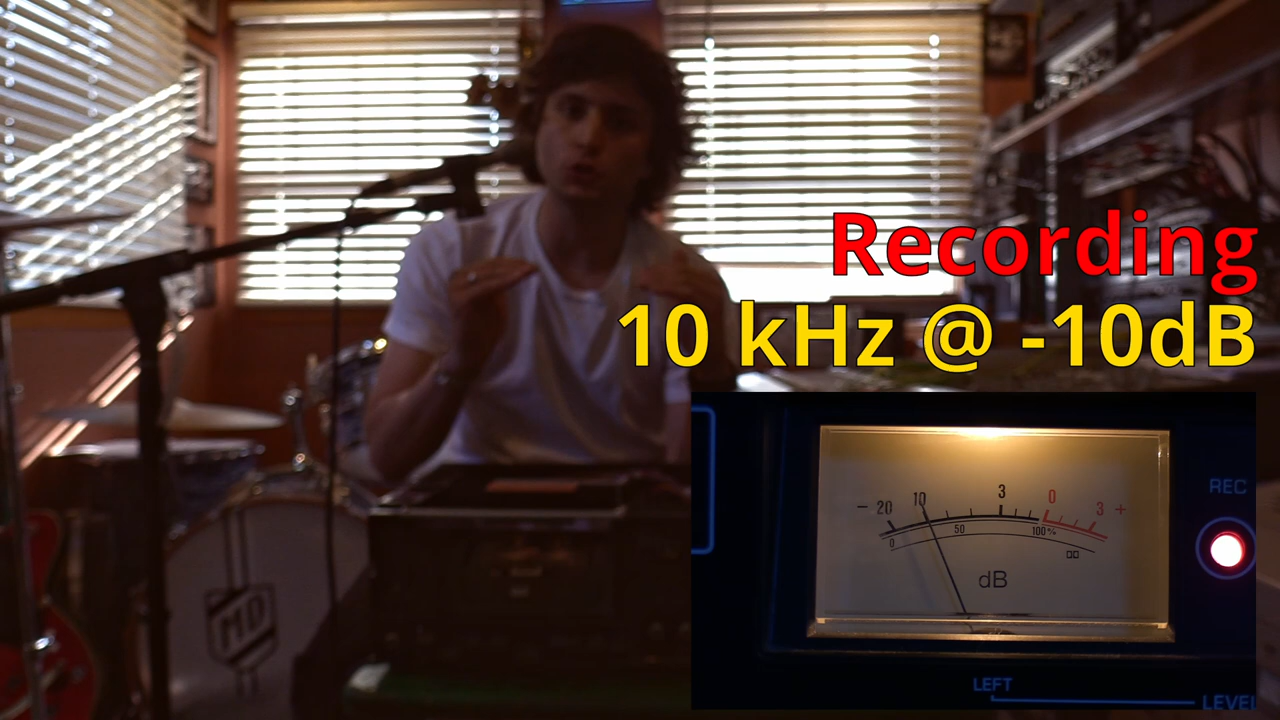 Recording
10 kHz @ -10dB
REC
− 20 10 3 0 3 +
0 50 100%
dB
LEFT
LEVEL
MD